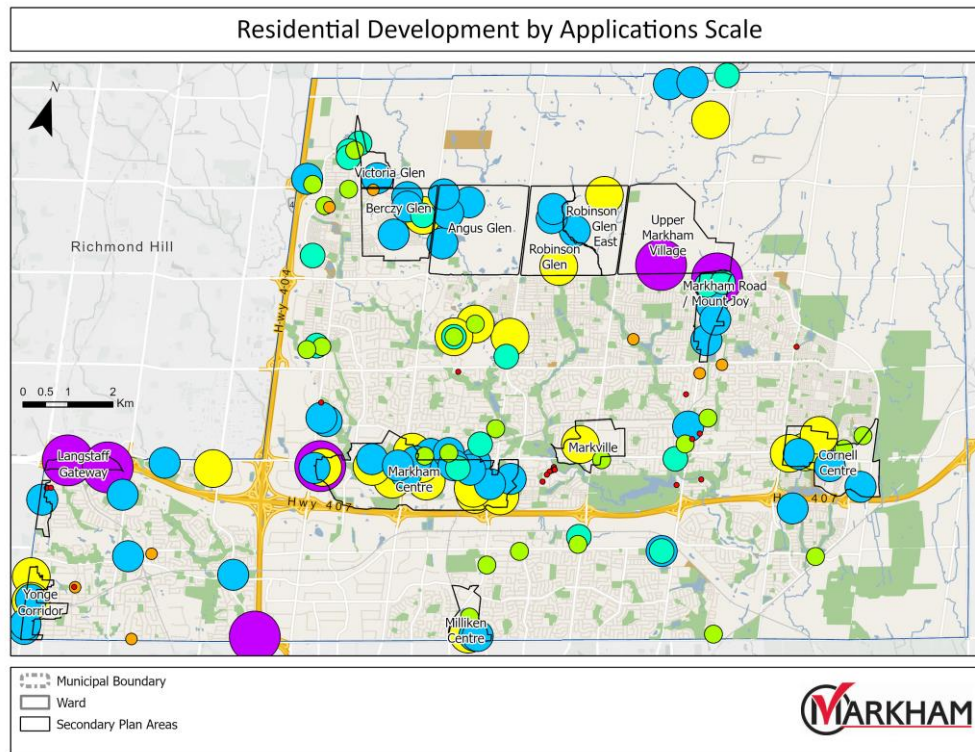 Residential Development by Applications Scale
N
Victoria Glen
Berczy Glen
Angus Glen
Robinson
Glen
East
Robinson
Glen
Upper
Markham
Village
Richmond Hill
Markham Road
/ Mount Joy
Hwy 404
0 0.5 1 2
Km
Langstaff
Gateway
Markham
Centre
Markville
Cornell
Centre
Hwy 407
Yonge
Corridor
Milliken
Centre
Municipal Boundary
Ward
Secondary Plan Areas
MARKHAM